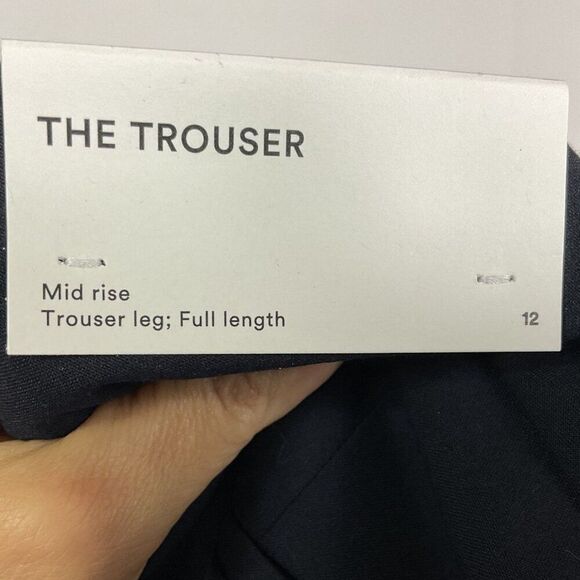 THE TROUSER
Mid rise
Trouser leg; Full length
12